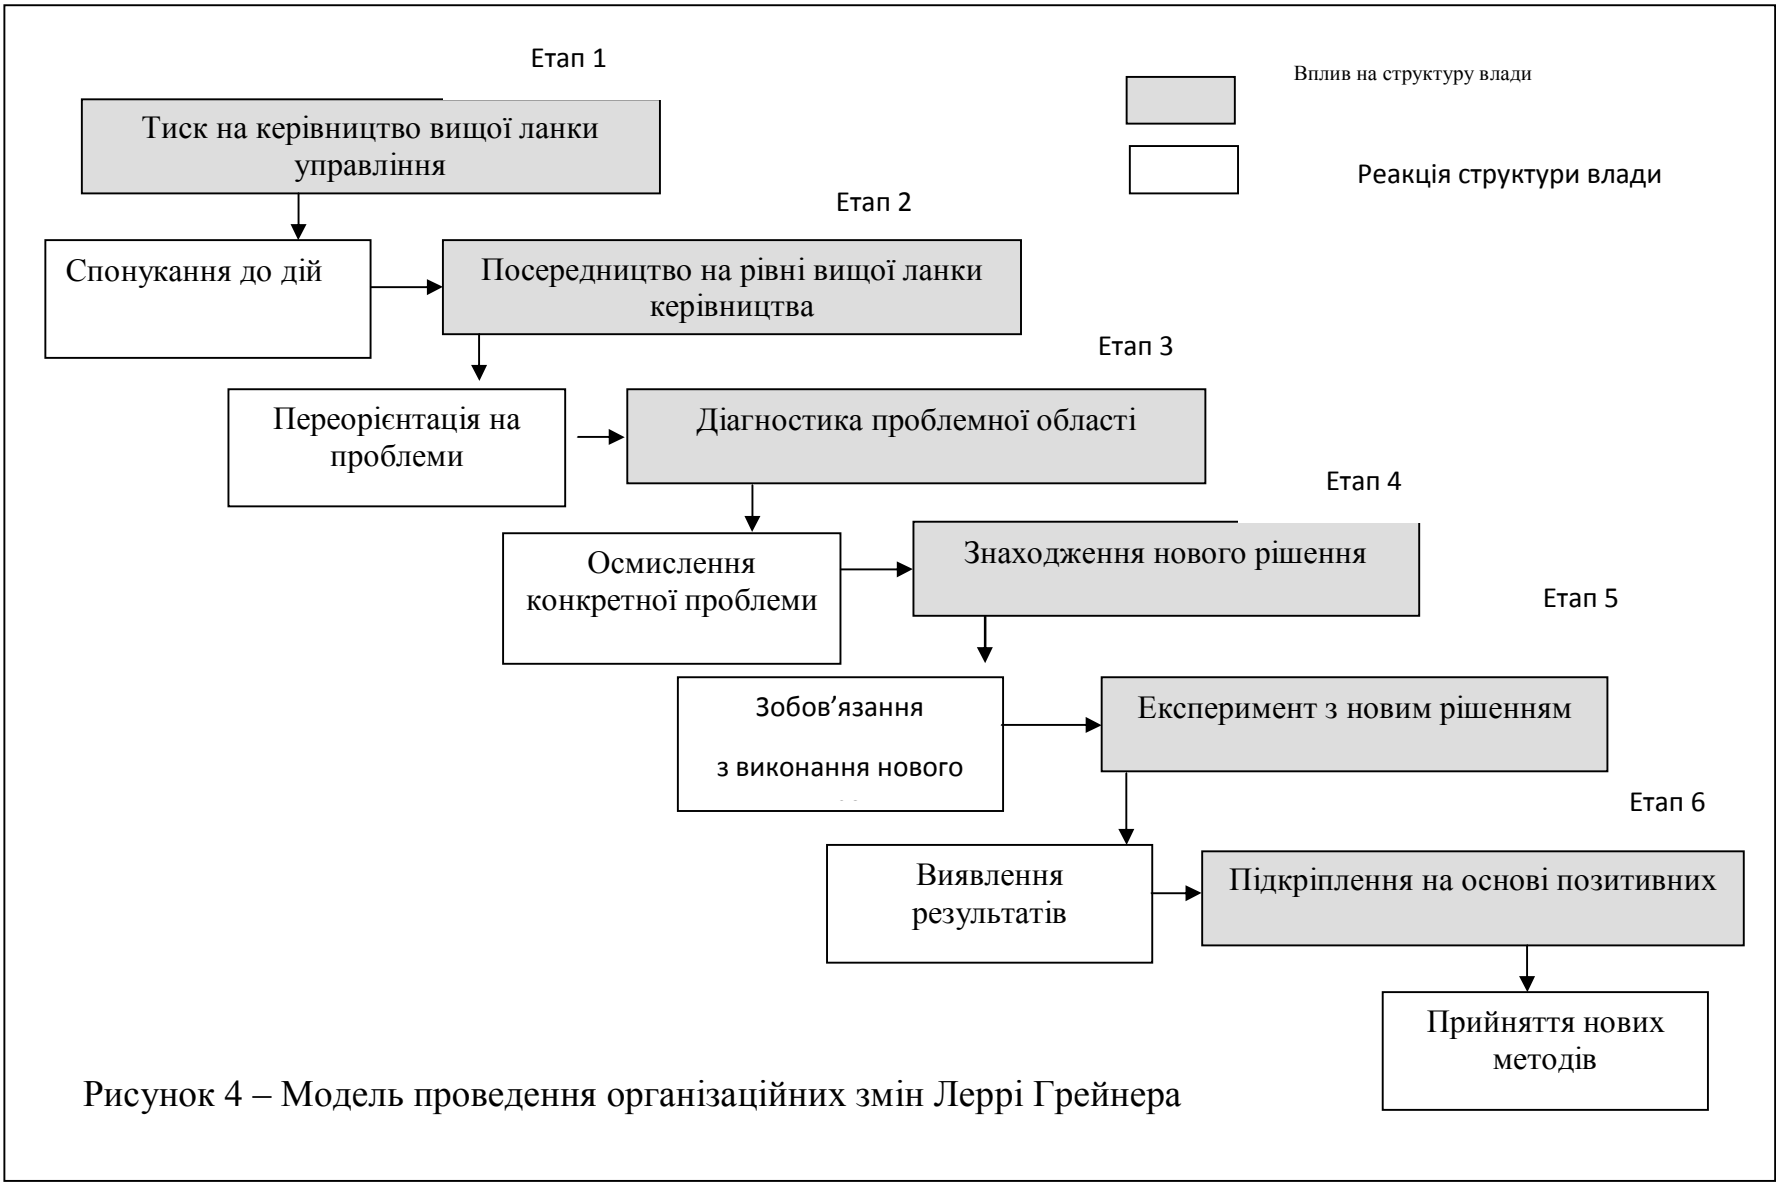 Етап 1
Вплив на структуру влади
Тиск на керівництво вищої ланки
управління
Реакція структури влади
Етап 2
Спонукання до дій
Посередництво на рівні вищої ланки
керівництва
Етап 3
Переорієнтація на
проблеми
Діагностика проблемної області
Етап 4
Осмислення
конкретної проблеми
Знаходження нового рішення
Етап 5
Зобов’язання
з виконання нового
Експеримент з новим рішенням
Етап 6
Виявлення
результатів
Підкріплення на основі позитивних
Прийняття нових
методів
Рисунок 4 – Модель проведення організаційних змін Леррі Грейнера